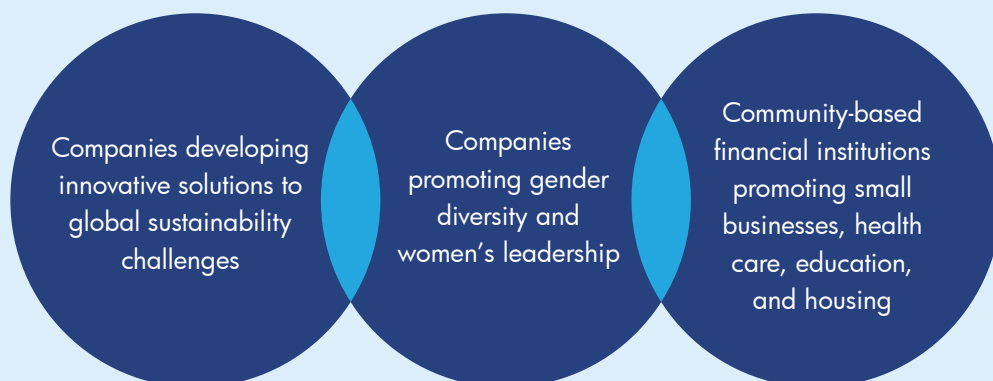 Companies developing
innovative solutions to
global sustainability
challenges
Companies
promoting gender
diversity and
women’s leadership
Community-based
financial institutions
promoting small
businesses, health
care, education,
and housing